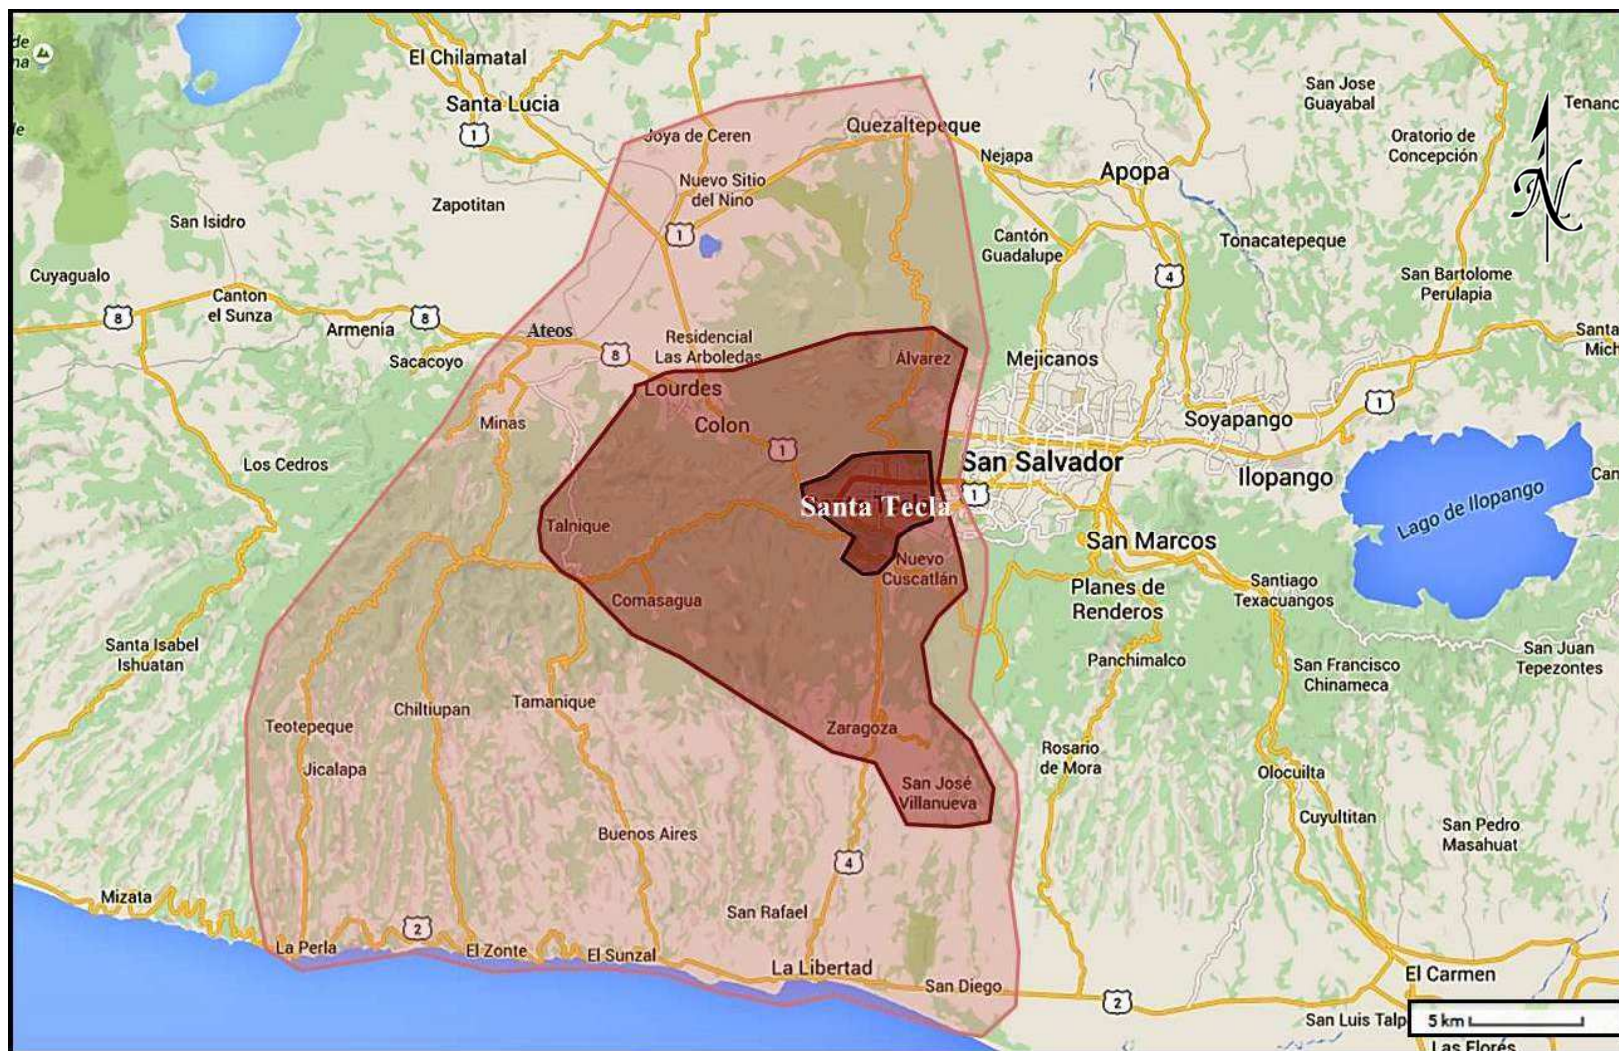 de
na
de
El Chilamatal
Santa Lucia
1
Joya de Ceren
Quezaltepeque
Nejapa
Apopa
San Jose
Guayabal
Tenanc
Oratorio de
Concepción
N
Nuevo Sitio
del Nino
1
Zapotitan
San Isidro
Cantón
Guadalupe
Tonacatepeque
4
San Bartolome
Perulapia
Cuyagualo
8
Canton
el Sunza
Armenia
8
Sacacoyo
Ateos
8
Residencial
Las Arboledas
Álvarez
Mejicanos
Santa
Mich
Lourdes
Colon
1
Minas
Soyapango
1
Los Cedros
San Salvador
1
Ilopango
Can
Santa Tecla
Lago de Ilopango
Talnique
San Marcos
Nuevo
Cuscatlán
Comasagua
Planes de
Renderos
Santiago
Texacuangos
Santa Isabel
Ishuatan
Panchimalco
San Francisco
Chinameca
San Juan
Tepezontes
Teotepeque
Chiltiupan
Tamanique
Zaragoza
Jicalapa
Rosario
de Mora
Olocuilta
San José
Villanueva
Buenos Aires
Cuyultitan
San Pedro
Masahuat
4
Mizata
2
San Rafael
La Perla
El Zonte
El Sunzal
La Libertad
San Diego
2
El Carmen
San Luis Talp
5 km
Las Flores